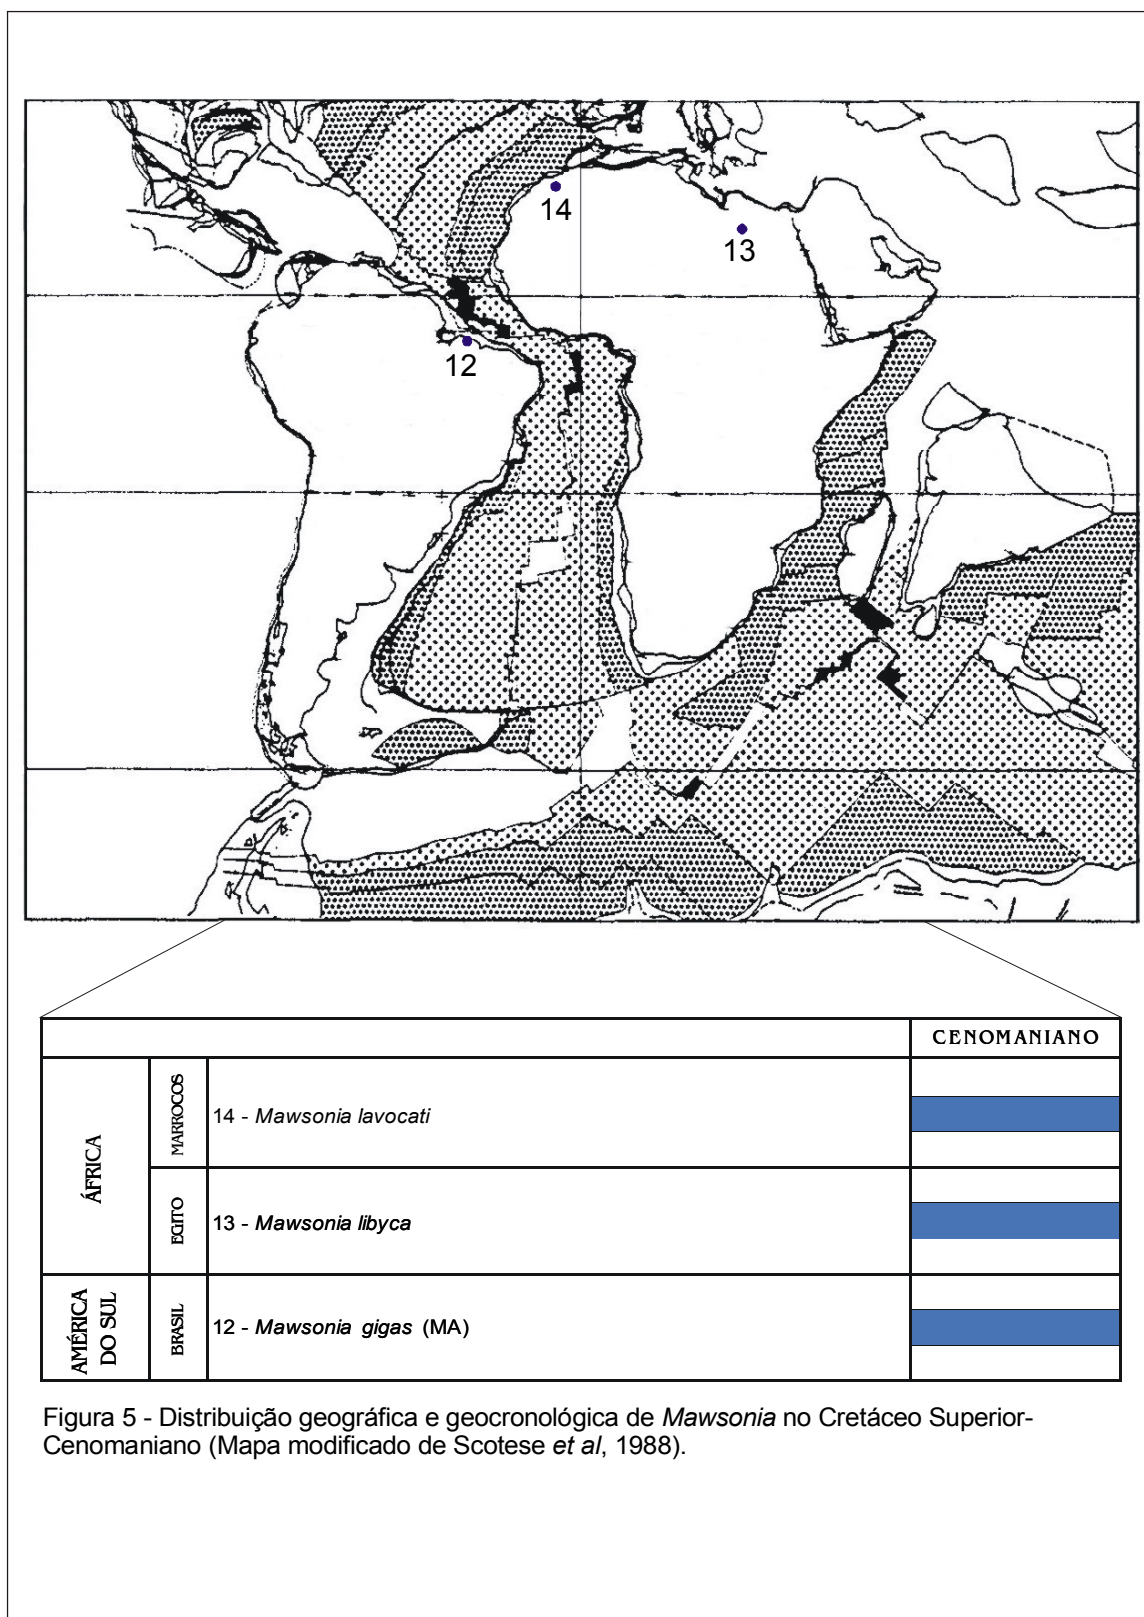 14
13
12
CENOMANIANO
ÁFRICA
MARROCOS
14 - Mawsonia lavocati
EGITO
13 - Mawsonia libyca
AMÉRICA
DO SUL
BRASIL
12 - Mawsonia gigas (MA)
Figura 5 - Distribuição geográfica e geocronológica de Mawsonia no Cretáceo Superior-
Cenomaniano (Mapa modificado de Scotese et al, 1988).